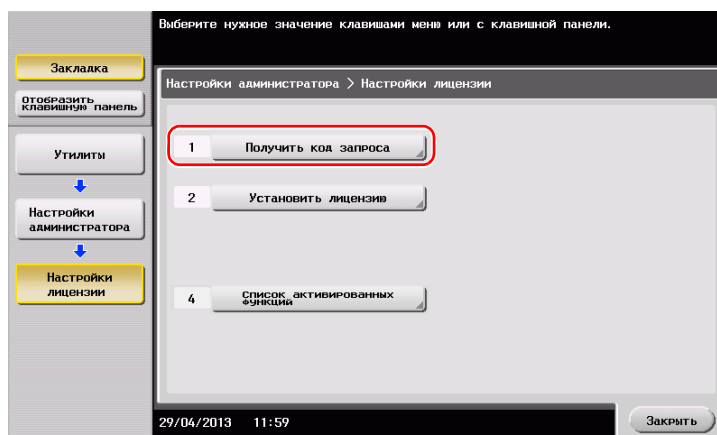 Выберите нужное значение клавишами меню или с клавишной панели.
Закладка
Отобразить
клавишную панель
Утилиты
Настройки
администратора
Настройки
лицензии
Настройки администратора > Настройки лицензии
1 Получить код запроса
2 Установить лицензию
4 Список активированных
функций
29/04/2013 11:59
Закрыть